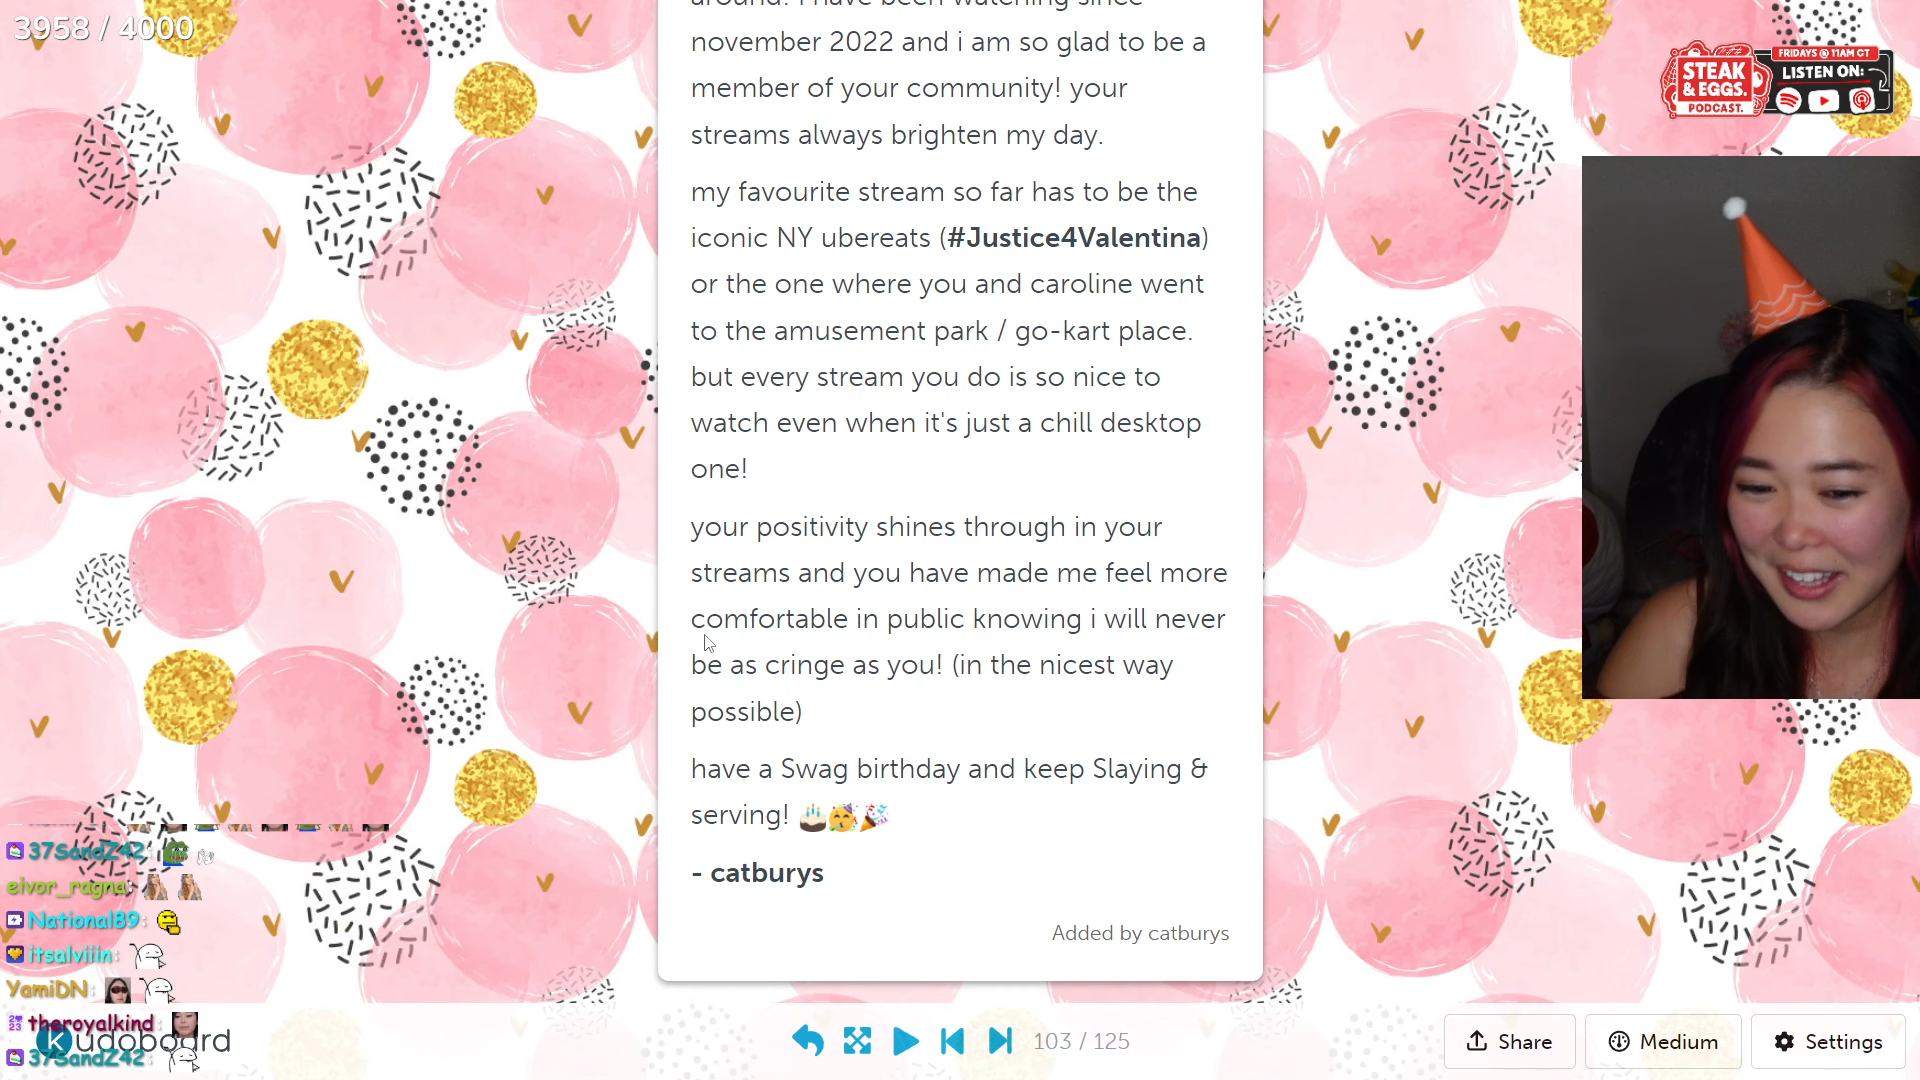 3958 / 4000
around! I have been watching since
november 2022 and i am so glad to be a
member of your community! your
streams always brighten my day.
my favourite stream so far has to be the
iconic NY ubereats (#Justice4Valentina)
or the one where you and caroline went
to the amusement park / go-kart place.
but every stream you do is so nice to
watch even when it's just a chill desktop
one!
your positivity shines through in your
streams and you have made me feel more
comfortable in public knowing i will never
be as cringe as you! (in the nicest way
possible)
have a Swag birthday and keep Slaying &
serving! 🎂🥳🎉
- catburys
Added by catburys
FRIDAYS @ 11AM CT
STEAK
& EGGS.
PODCAST.
LISTEN ON:
37SandZ42:
eivor_ragna:
National89:
itsalviiin:
YamiDN:
theroyalkind:
37SandZ42:
Kudoboard
103 / 125
Share
Medium
Settings